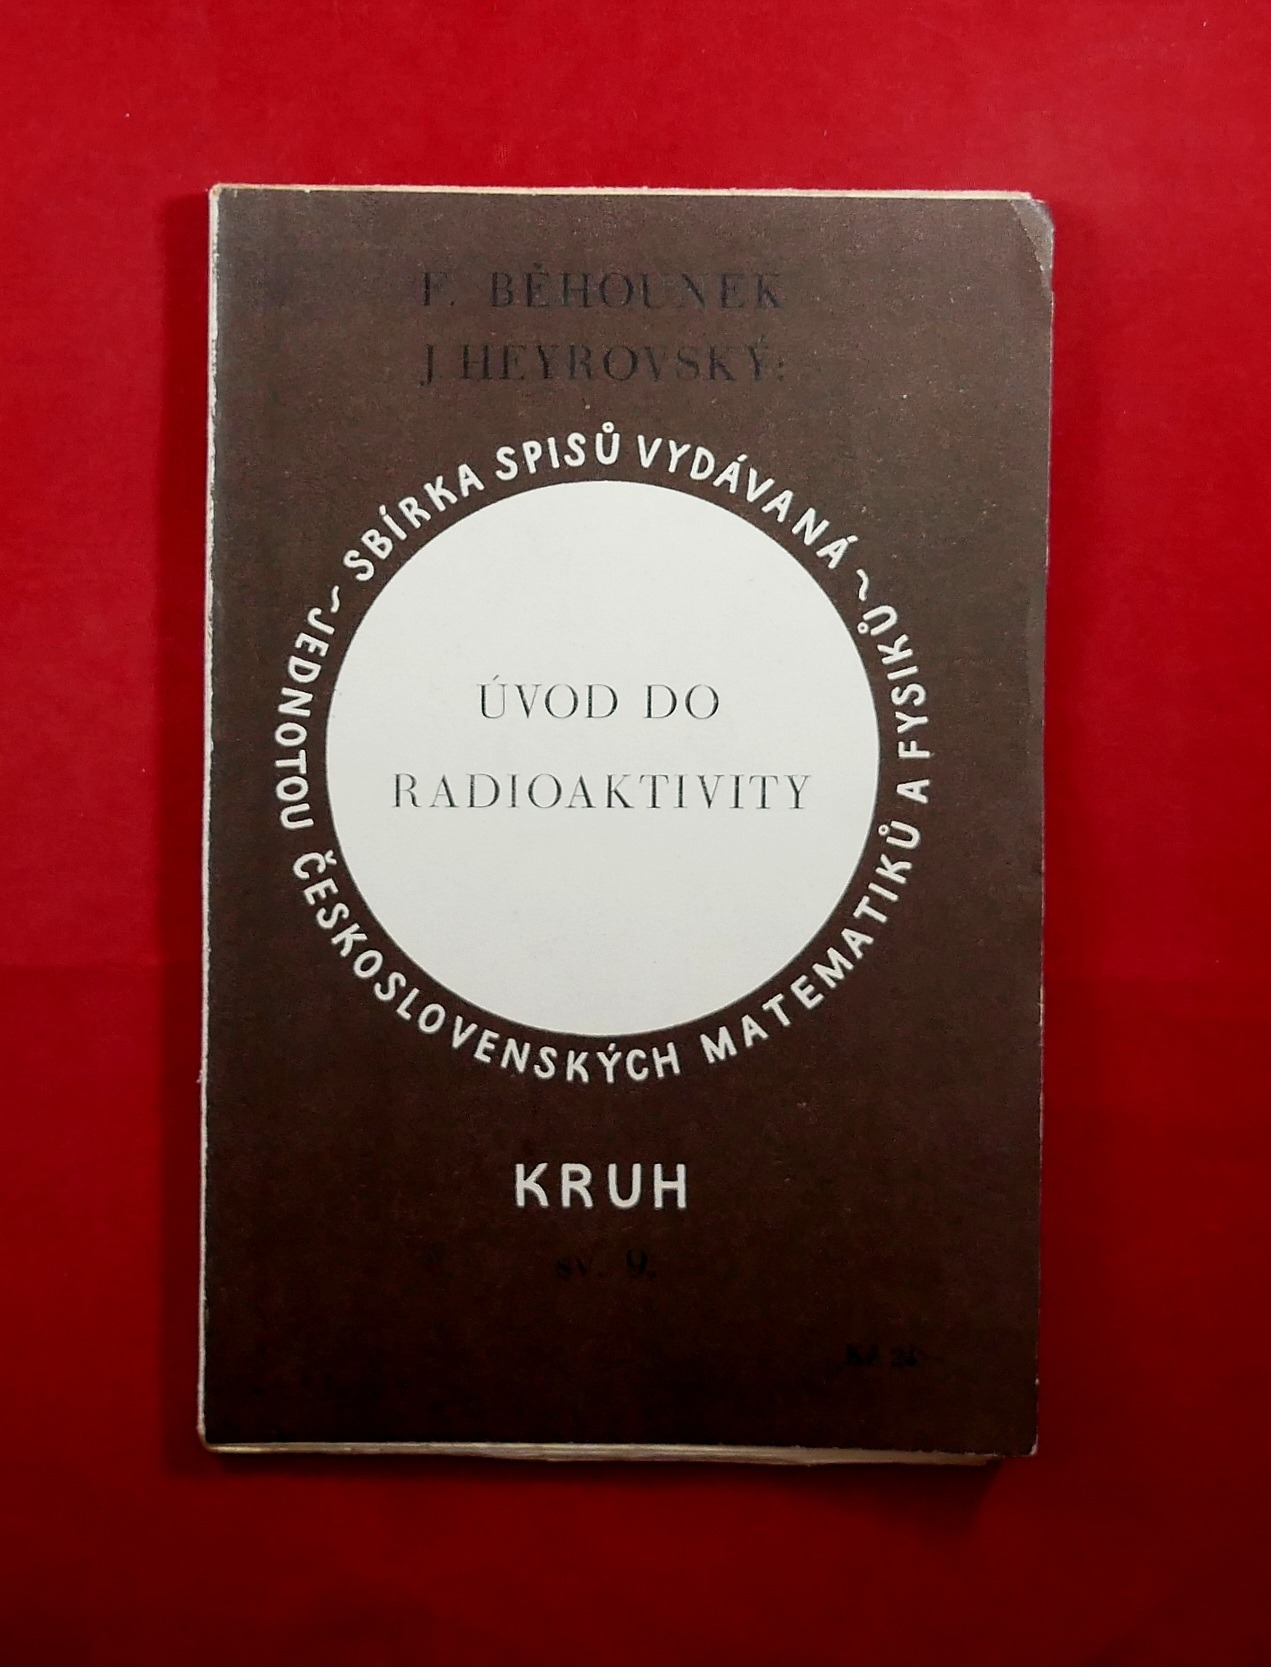 F. BĚHOUNEK
J. HEYROVSKÝ:
~ SBÍRKA SPISŮ VYDÁVANÁ ~
JEDNOTOU ČESKOSLOVENSKÝCH MATEMATIKŮ A FYSIKŮ
ÚVOD DO
RADIOAKTIVITY
KRUH
sv. 9.